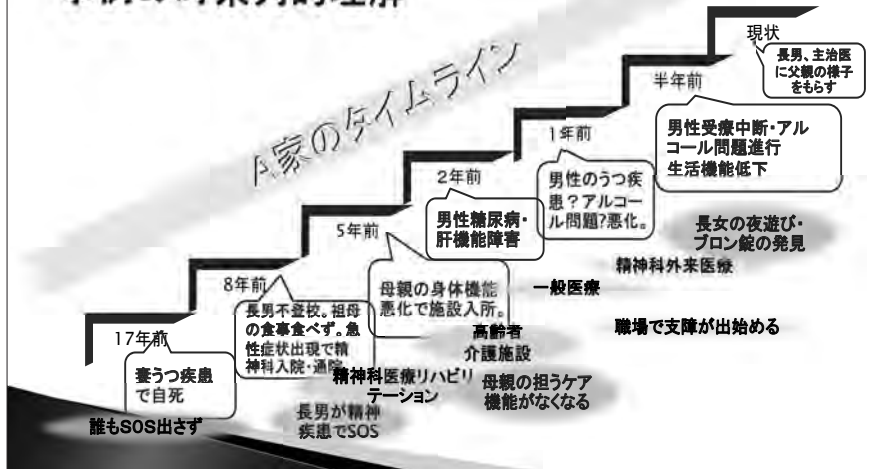 A家のタイムライン
現状
長男、主治医
に父親の様子
をもらす
半年前
男性受療中断・アル
コール問題進行
生活機能低下
1年前
男性のうつ疾
患？アルコー
ル問題?悪化。
2年前
男性糖尿病・
肝機能障害
5年前
母親の身体機能
悪化で施設入所。
8年前
長男不登校。祖母
の食事食べず。急
性症状出現で精
神科入院・通院
17年前
妻うつ疾患
で自死
長女の夜遊び・
ブロン錠の発見
精神科外来医療
一般医療
職場で支障が出始める
高齢者
介護施設
精神科医療リハビリ
テーション
母親の担うケア
機能がなくなる
長男が精神
疾患でSOS
誰もSOS出さず